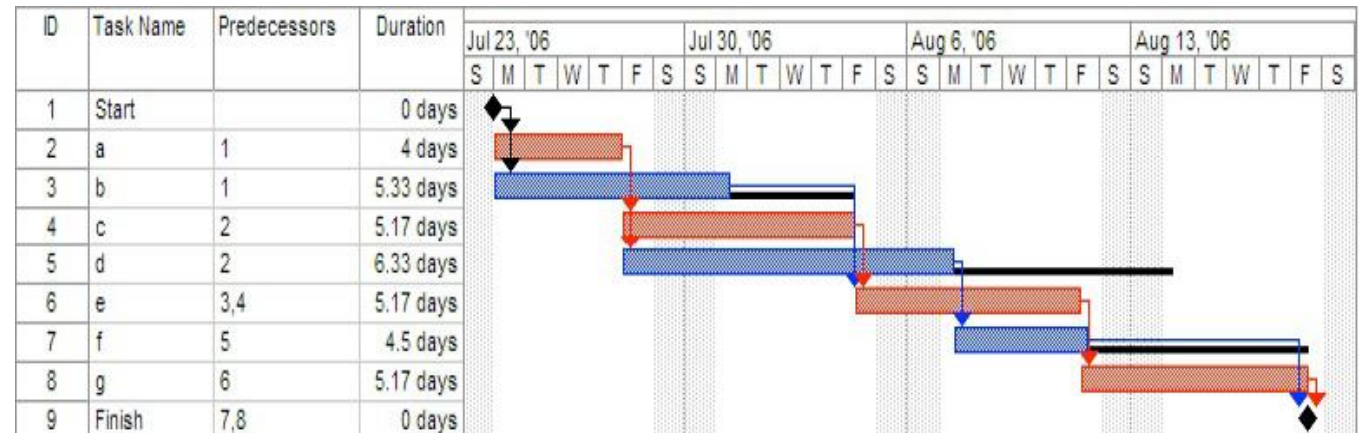 ID Task Name Predecessors Duration Jul 23, '06 Jul 30, '06 Aug 6, '06 Aug 13, '06
S M T W T F S S M T W T F S S M T W T F S S M T W T F S
1 Start 0 days
2 a 1 4 days
3 b 1 5.33 days
4 c 2 5.17 days
5 d 2 6.33 days
6 e 3,4 5.17 days
7 f 5 4.5 days
8 g 6 5.17 days
9 Finish 7,8 0 days